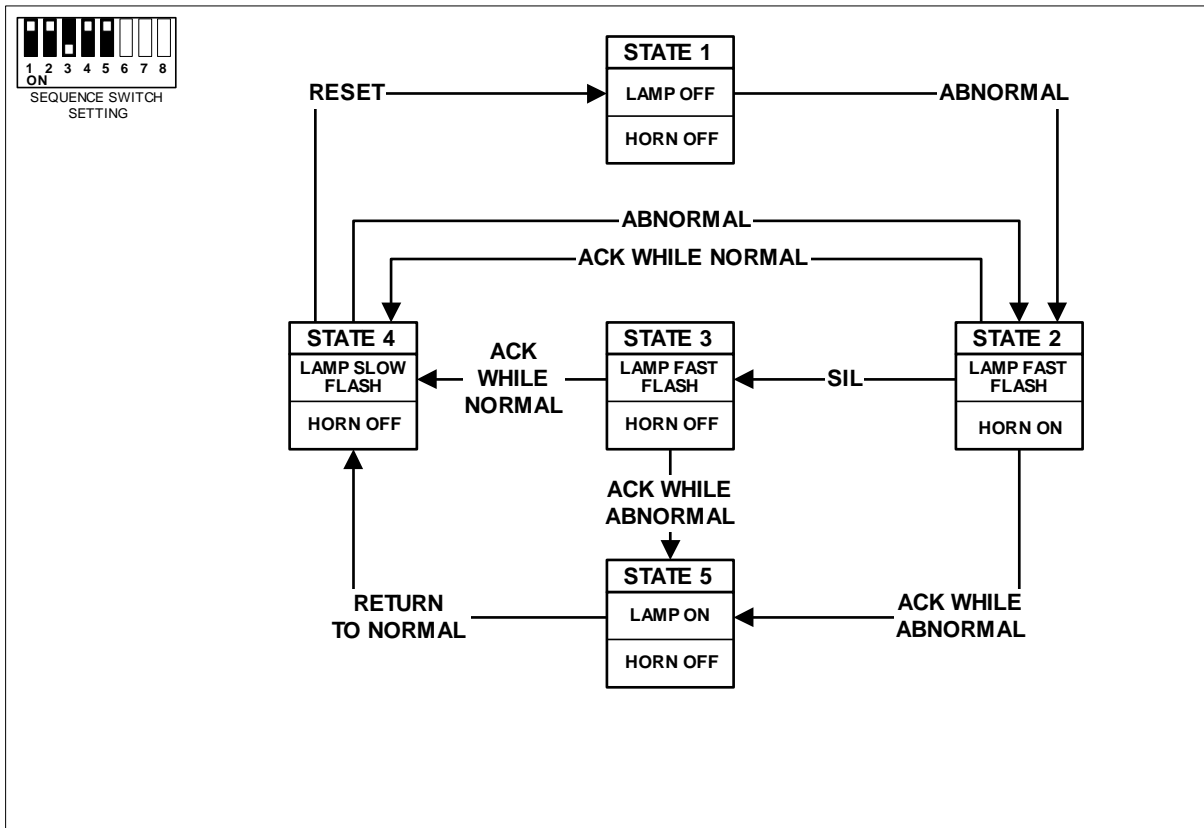 1 2 3 4 5 6 7 8
ON
SEQUENCE SWITCH
SETTING
STATE 1
LAMP OFF
HORN OFF
RESET
ABNORMAL
ABNORMAL
ACK WHILE NORMAL
STATE 4
LAMP SLOW
FLASH
HORN OFF
ACK
WHILE
NORMAL
STATE 3
LAMP FAST
FLASH
HORN OFF
SIL
STATE 2
LAMP FAST
FLASH
HORN ON
ACK WHILE
ABNORMAL
STATE 5
LAMP ON
HORN OFF
RETURN
TO NORMAL
ACK WHILE
ABNORMAL